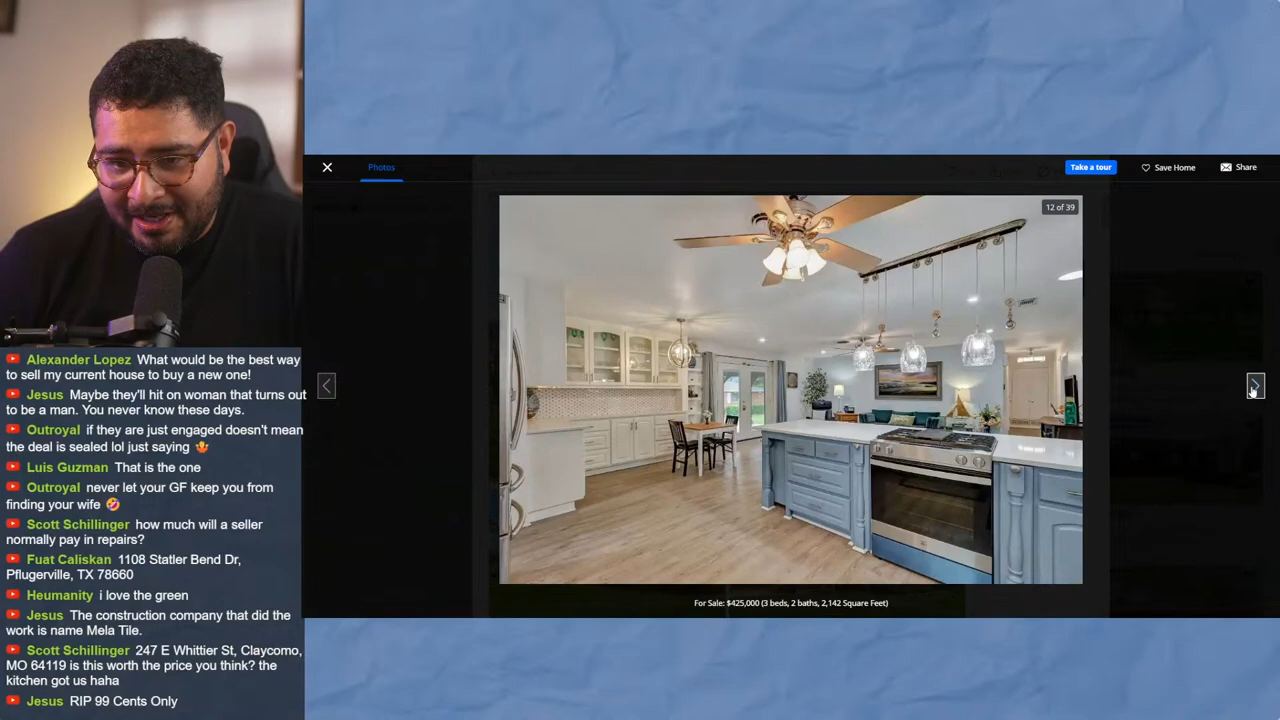 Photos
Take a tour
Save Home
Share
12 of 39
For Sale: $425,000 (3 beds, 2 baths, 2,142 Square Feet)
Alexander Lopez What would be the best way
to sell my current house to buy a new one!
Jesus Maybe they'll hit on woman that turns out
to be a man. You never know these days.
Outroyal if they are just engaged doesn't mean
the deal is sealed lol just saying
Luis Guzman That is the one
Outroyal never let your GF keep you from
finding your wife 🤣
Scott Schillinger how much will a seller
normally pay in repairs?
Fuat Caliskan 1108 Statler Bend Dr,
Pflugerville, TX 78660
Heumanity i love the green
Jesus The construction company that did the
work is name Mela Tile.
Scott Schillinger 247 E Whittier St, Claycomo,
MO 64119 is this worth the price you think? the
kitchen got us haha
Jesus RIP 99 Cents Only